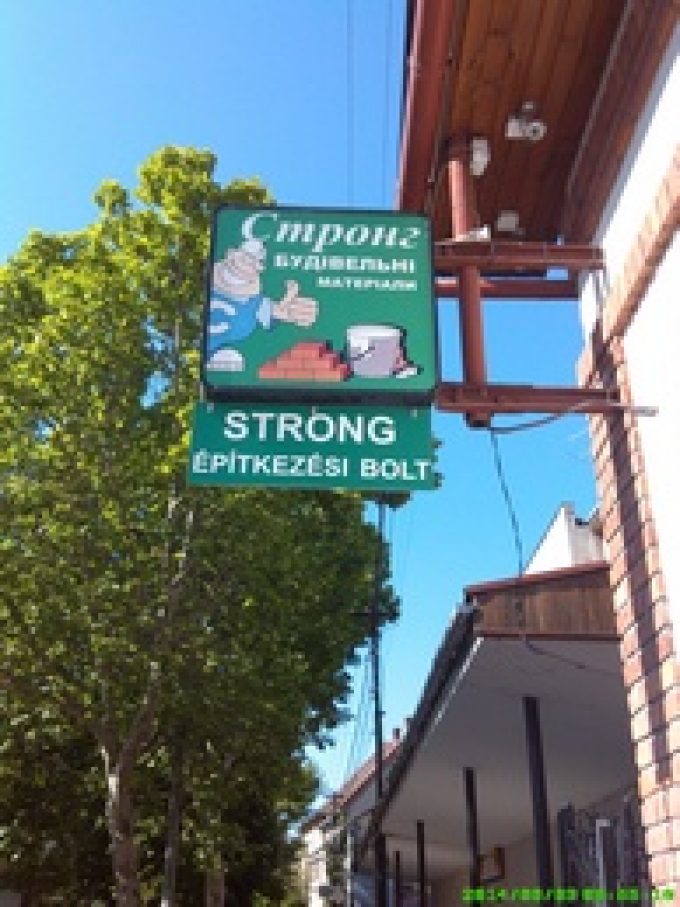 Стронг
БУДІВЕЛЬНІ
МАТЕРІАЛИ
STRONG
ÉPÍTKEZÉSI BOLT